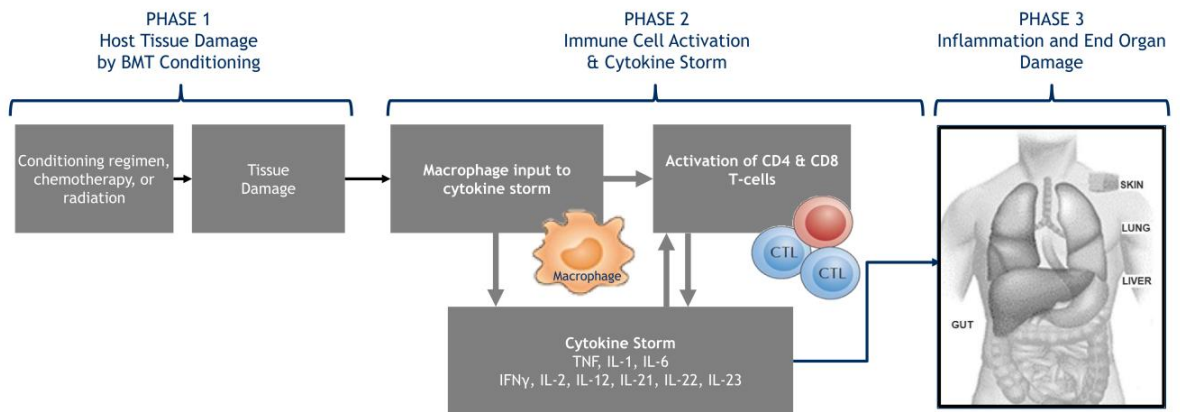 PHASE 1
Host Tissue Damage
by BMT Conditioning
PHASE 2
Immune Cell Activation
& Cytokine Storm
PHASE 3
Inflammation and End Organ
Damage
Conditioning regimen,
chemotherapy, or
radiation
Tissue
Damage
Macrophage input to
cytokine storm
Activation of CD4 & CD8
T-cells
Macrophage
CTL
CTL
Cytokine Storm
TNF, IL-1, IL-6
IFNγ, IL-2, IL-12, IL-21, IL-22, IL-23
SKIN
LUNG
LIVER
GUT